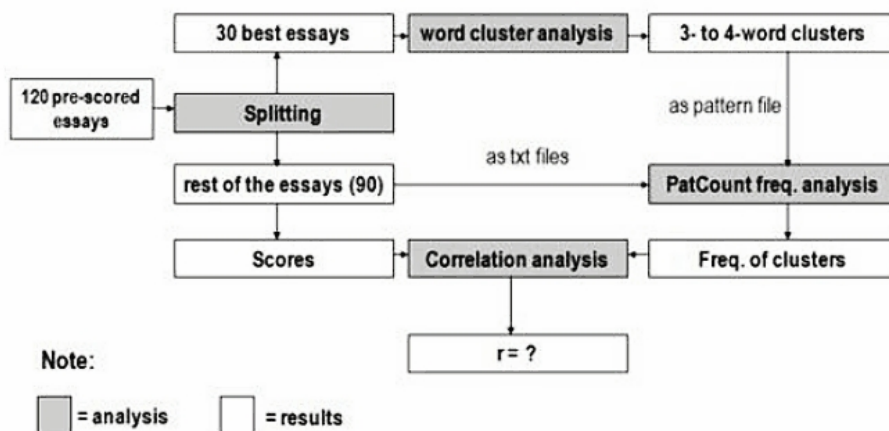 30 best essays
word cluster analysis
3- to 4-word clusters
120 pre-scored
essays
Splitting
as pattern file
as txt files
rest of the essays (90)
PatCount freq. analysis
Scores
Correlation analysis
Freq. of clusters
r = ?
Note:
= analysis
= results